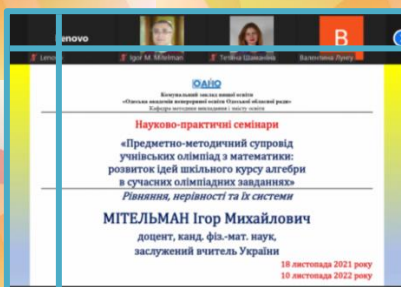 Lenovo
B
Lenovo
Igor M. Mitelman
Тетяна Шаманіна
Валентина Лунгу
ОАНО
Комунальний заклад вищої освіти
«Одеська академія неперервної освіти Одеської обласної ради»
Кафедра методики викладання і змісту освіти
Науково-практичні семінари
«Предметно-методичний супровід
учнівських олімпіад з математики:
розвиток ідей шкільного курсу алгебри
в сучасних олімпіадних завданнях»
Рівняння, нерівності та їх системи
МІТЕЛЬМАН Ігор Михайлович
доцент, канд. фіз.-мат. наук,
заслужений вчитель України
18 листопада 2021 року
10 листопада 2022 року